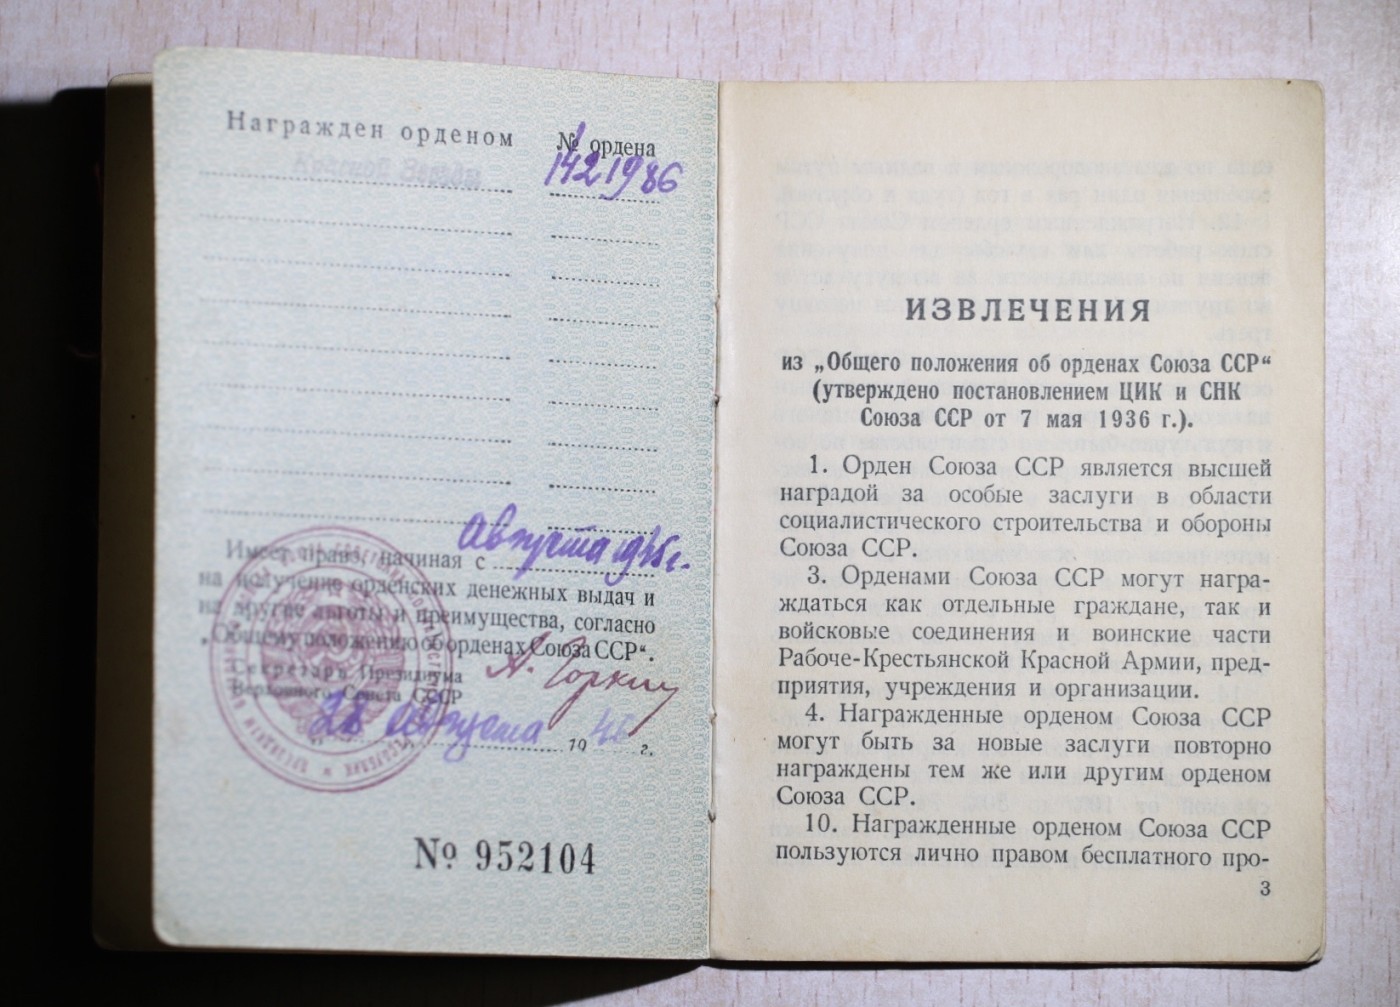 Награжден орденом № ордена
Красной Звезды 1421986
Имеет право, начиная с Августа 1945 г.
на получение орденских денежных выдач и
на другие льготы и преимущества, согласно
„Общему положению об орденах Союза ССР“.
Секретарь Президиума
Верховного Совета СССР
А. Горкин
28 Августа 1945 г.
№ 952104
ИЗВЛЕЧЕНИЯ
из „Общего положения об орденах Союза ССР“
(утверждено постановлением ЦИК и СНК
Союза ССР от 7 мая 1936 г.).
1. Орден Союза ССР является высшей
наградой за особые заслуги в области
социалистического строительства и обороны
Союза ССР.
3. Орденами Союза ССР могут награ-
ждаться как отдельные граждане, так и
войсковые соединения и воинские части
Рабоче-Крестьянской Красной Армии, пред-
приятия, учреждения и организации.
4. Награжденные орденом Союза ССР
могут быть за новые заслуги повторно
награждены тем же или другим орденом
Союза ССР.
10. Награжденные орденом Союза ССР
пользуются лично правом бесплатного про-
3